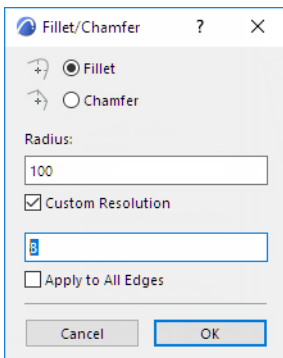 Fillet/Chamfer ?
Fillet
Chamfer
Radius:
100
Custom Resolution
8
Apply to All Edges
Cancel OK